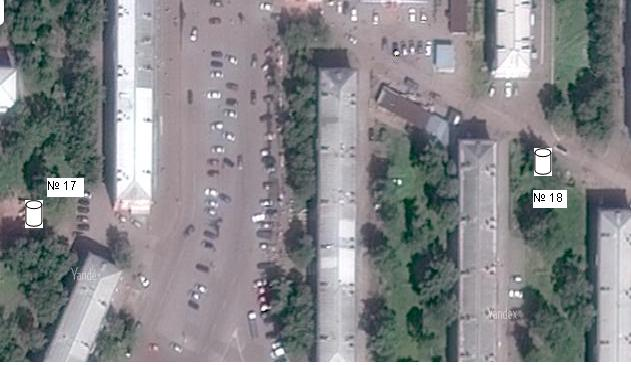 № 17
№ 18
Yandex
Yandex